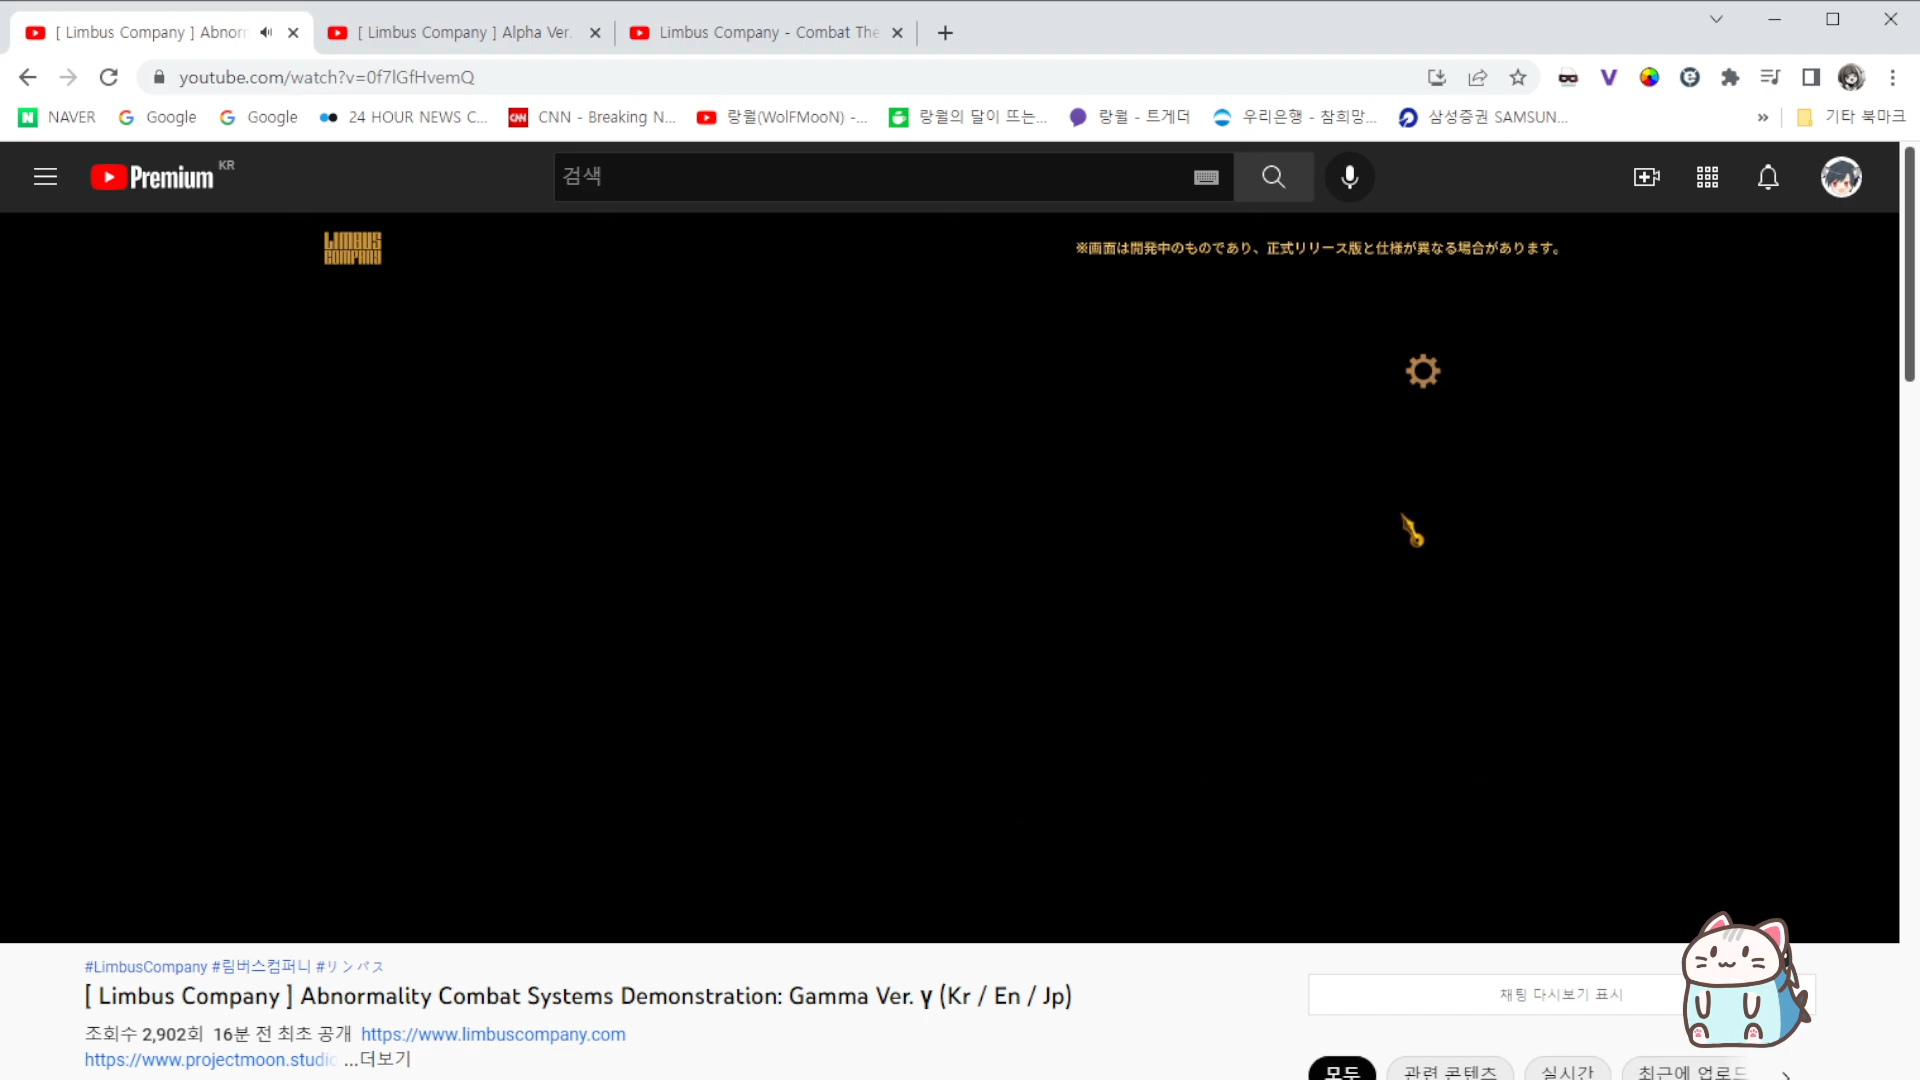 [ Limbus Company ] Abnorm
[ Limbus Company ] Alpha Ver.
Limbus Company - Combat The
youtube.com/watch?v=0f7lGfHvemQ
NAVER
Google
Google
24 HOUR NEWS C...
CNN - Breaking N...
랑월(WolFMooN) -...
랑월의 달이 뜨는...
랑월 - 트게더
우리은행 - 참희망...
삼성증권 SAMSUN...
»
기타 북마크
Premium KR
검색
LIMBUS COMPANY
※画面は開発中のものであり、正式リリース版と仕様が異なる場合があります。
#LimbusCompany #림버스컴퍼니 #リンバス
[ Limbus Company ] Abnormality Combat Systems Demonstration: Gamma Ver. γ (Kr / En / Jp)
조회수 2,902회 16분 전 최초 공개 https://www.limbuscompany.com
https://www.projectmoon.studio ...더보기
채팅 다시보기 표시
모두
관련 콘텐츠
실시간
최근에 업로드